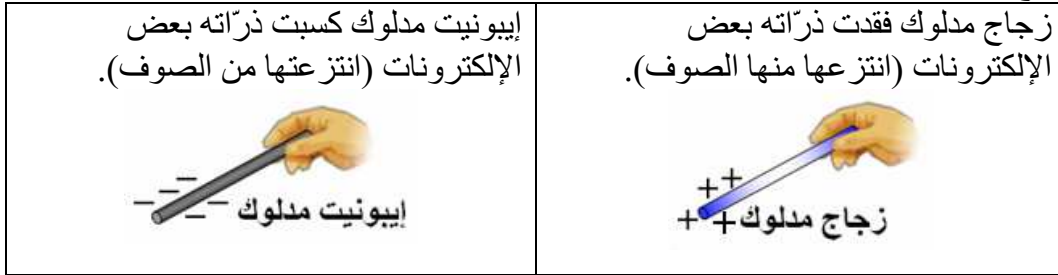 زجاج مدلوك فقدت ذرّاته بعض
الإلكترونات (انتزعها منها الصوف).
+ +
+ +
زجاج مدلوك
إيبونيت مدلوك كسبت ذرّاته بعض
الإلكترونات (انتزعتها من الصوف).
– – –
– –
إيبونيت مدلوك